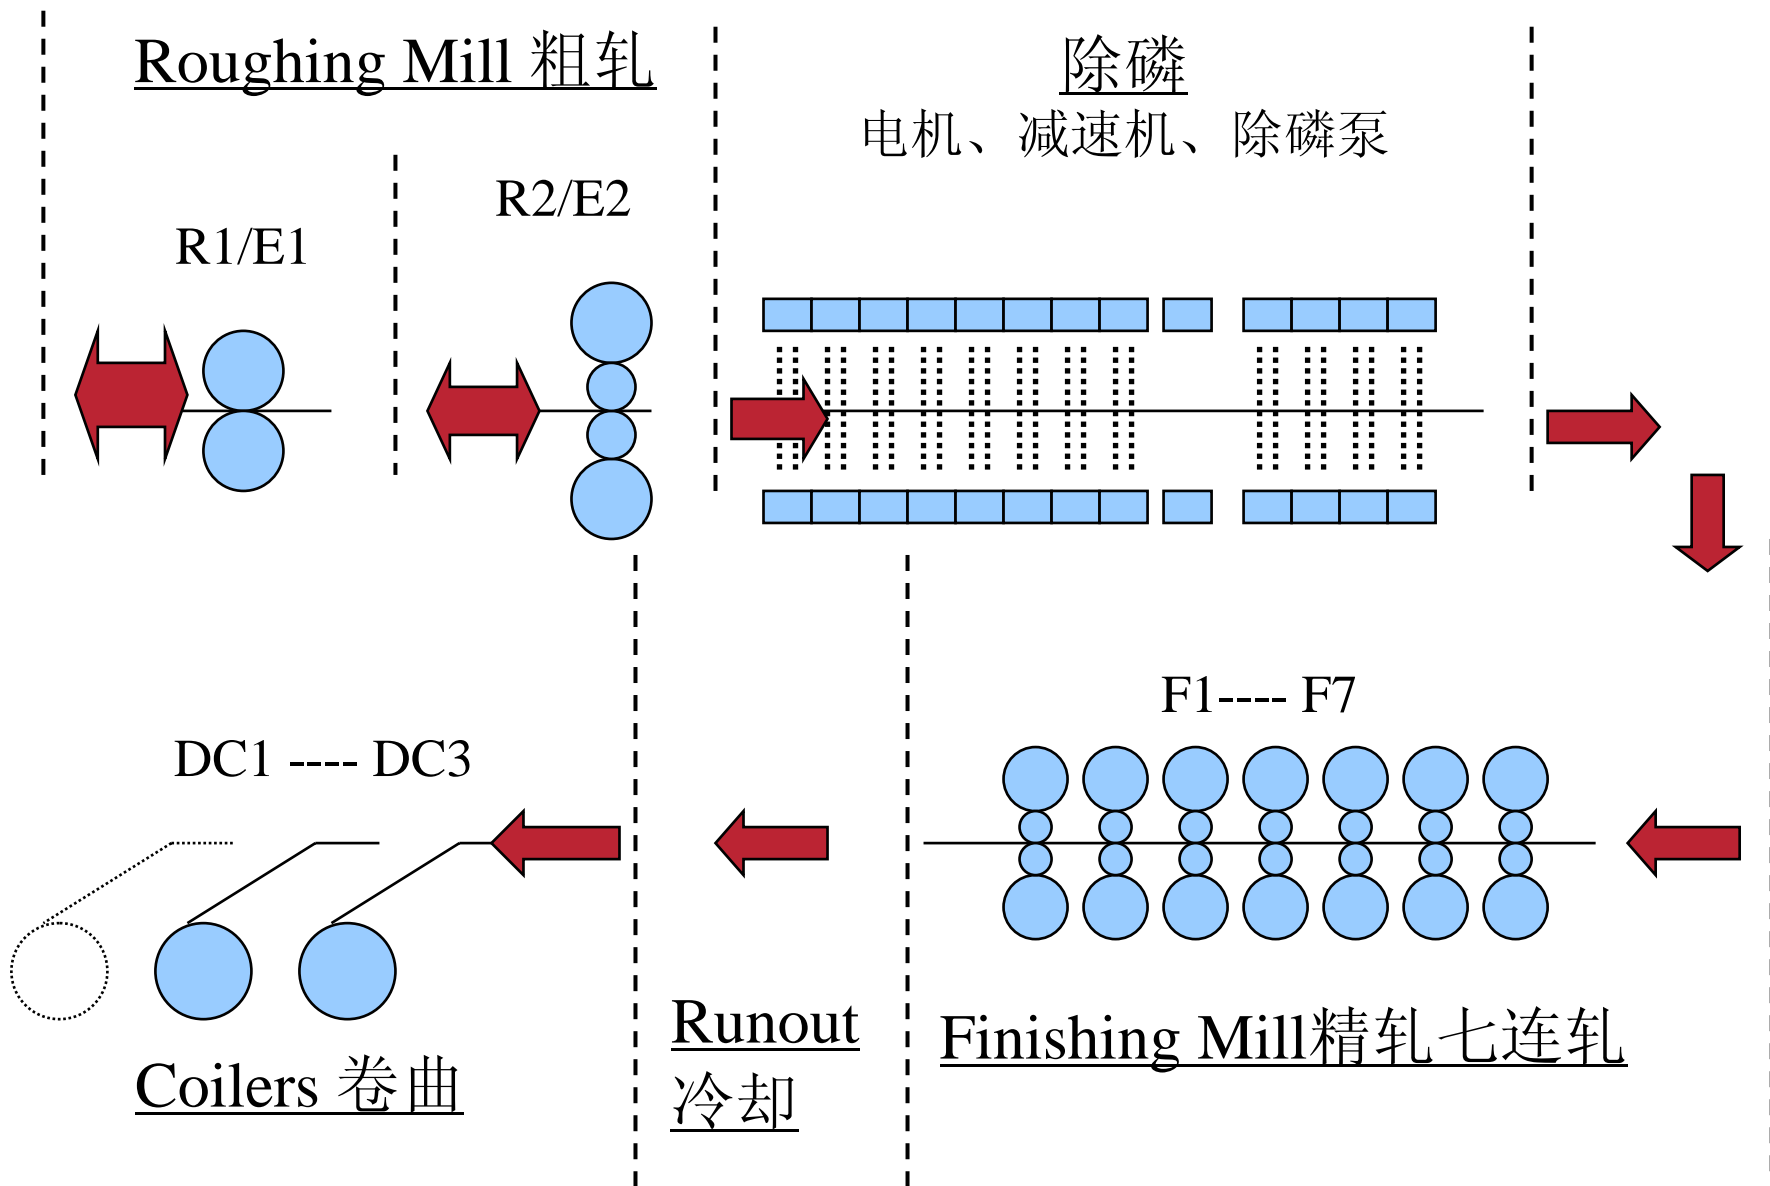 Roughing Mill 粗轧
除磷
电机、减速机、除磷泵
R2/E2
R1/E1
F1---- F7
DC1 ---- DC3
Runout
冷却
Finishing Mill精轧七连轧
Coilers 卷曲